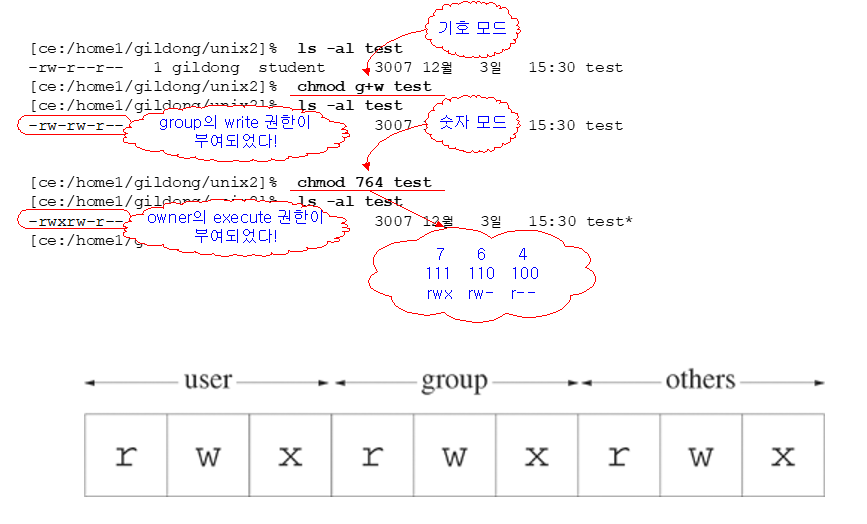 기호 모드
[ce:/home1/gildong/unix2]% ls -al test
-rw-r--r-- 1 gildong student 3007 12월 3일 15:30 test
[ce:/home1/gildong/unix2]% chmod g+w test
[ce:/home1/gildong/unix2]% ls -al test
-rw-rw-r-- 3007 15:30 test
group의 write 권한이
부여되었다!
숫자 모드
[ce:/home1/gildong/unix2]% chmod 764 test
[ce:/home1/gildong/unix2]% ls -al test
-rwxrw-r-- 3007 12월 3일 15:30 test*
owner의 execute 권한이
부여되었다!
[ce:/home1/g
7 6 4
111 110 100
rwx rw- r--
user group others
r w x r w x r w x